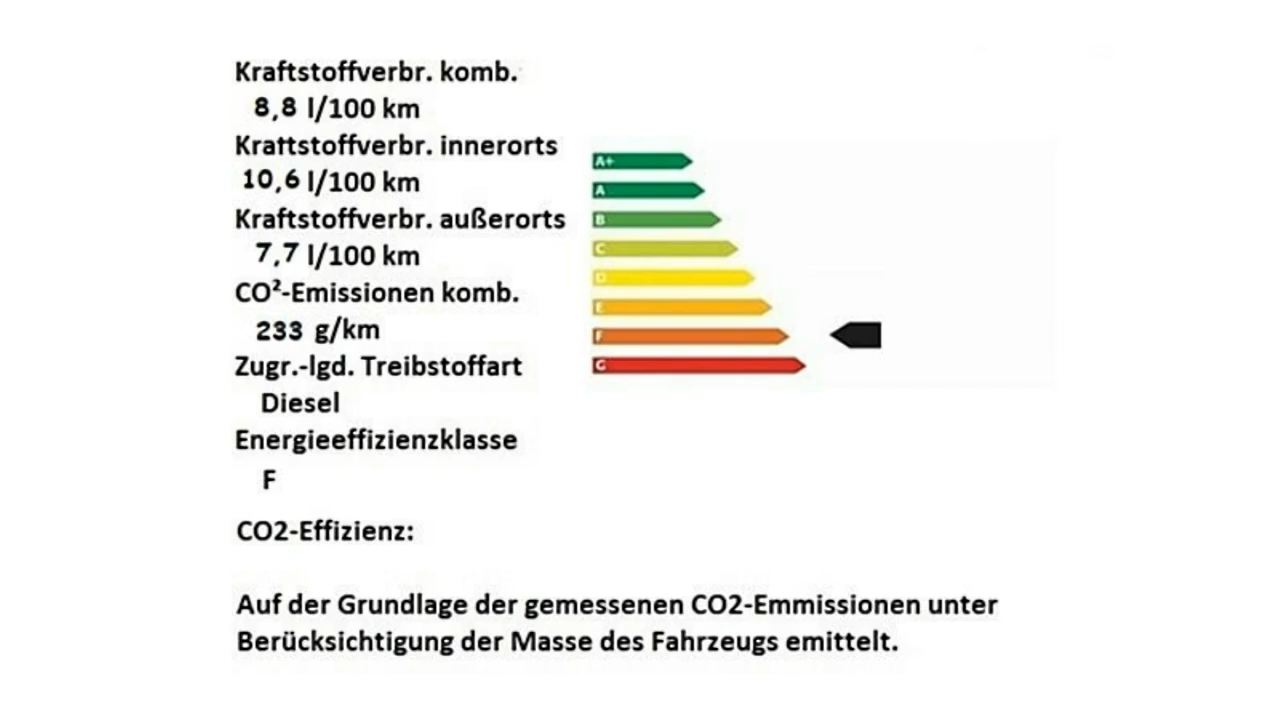 Kraftstoffverbr. komb.
8,8 l/100 km
Krattstoffverbr. innerorts
10,6 l/100 km
Kraftstoffverbr. außerorts
7,7 l/100 km
CO²-Emissionen komb.
233 g/km
Zugr.-lgd. Treibstoffart
Diesel
Energieeffizienzklasse
F
A+
A
B
C
D
E
F
G
CO2-Effizienz:
Auf der Grundlage der gemessenen CO2-Emmissionen unter
Berücksichtigung der Masse des Fahrzeugs emittelt.